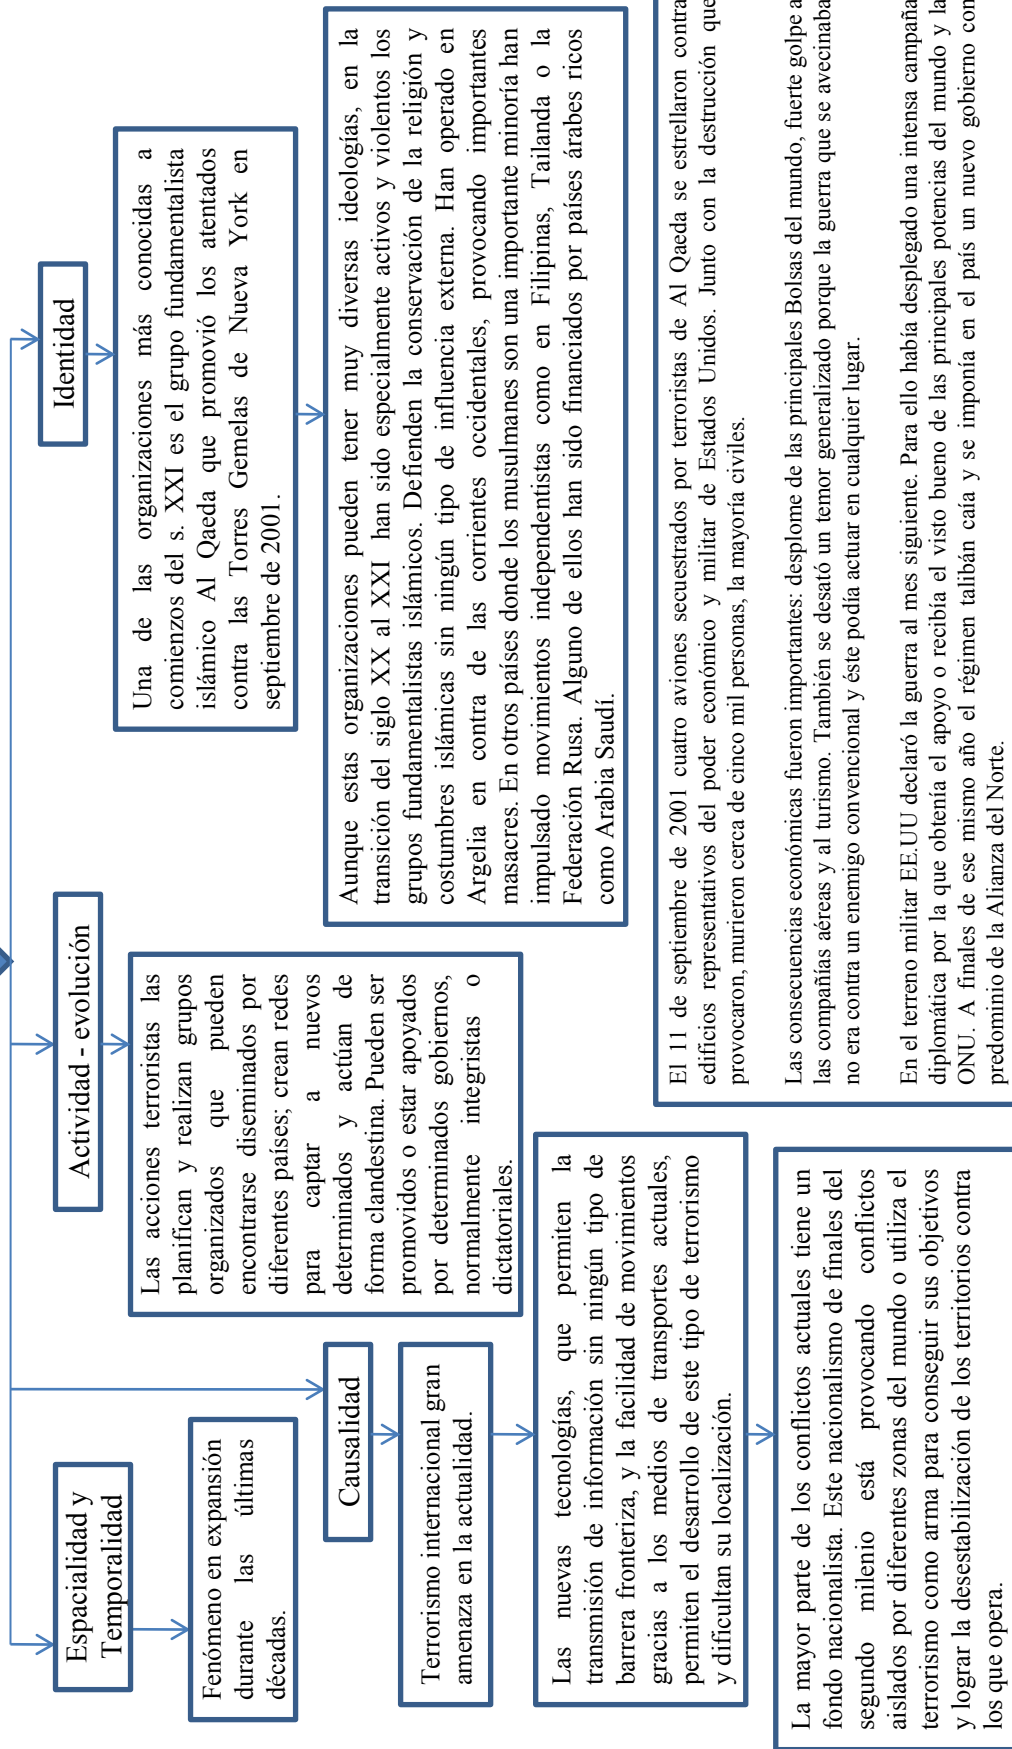 Espacialidad y
Temporalidad
Fenómeno en expansión
durante las últimas
décadas.
Causalidad
Terrorismo internacional gran
amenaza en la actualidad.
Las nuevas tecnologías, que permiten la
transmisión de información sin ningún tipo de
barrera fronteriza, y la facilidad de movimientos
gracias a los medios de transportes actuales,
permiten el desarrollo de este tipo de terrorismo
y dificultan su localización.
La mayor parte de los conflictos actuales tiene un
fondo nacionalista. Este nacionalismo de finales del
segundo milenio está provocando conflictos
aislados por diferentes zonas del mundo o utiliza el
terrorismo como arma para conseguir sus objetivos
y lograr la desestabilización de los territorios contra
los que opera.
Actividad - evolución
Las acciones terroristas las
planifican y realizan grupos
organizados que pueden
encontrarse diseminados por
diferentes países; crean redes
para captar a nuevos
determinados y actúan de
forma clandestina. Pueden ser
promovidos o estar apoyados
por determinados gobiernos,
normalmente integristas o
dictatoriales.
Identidad
Una de las organizaciones más conocidas a
comienzos del s. XXI es el grupo fundamentalista
islámico Al Qaeda que promovió los atentados
contra las Torres Gemelas de Nueva York en
septiembre de 2001.
Aunque estas organizaciones pueden tener muy diversas ideologías, en la
transición del siglo XX al XXI han sido especialmente activos y violentos los
grupos fundamentalistas islámicos. Defienden la conservación de la religión y
costumbres islámicas sin ningún tipo de influencia externa. Han operado en
Argelia en contra de las corrientes occidentales, provocando importantes
masacres. En otros países donde los musulmanes son una importante minoría han
impulsado movimientos independentistas como en Filipinas, Tailanda o la
Federación Rusa. Alguno de ellos han sido financiados por países árabes ricos
como Arabia Saudí.
El 11 de septiembre de 2001 cuatro aviones secuestrados por terroristas de Al Qaeda se estrellaron contra
edificios representativos del poder económico y militar de Estados Unidos. Junto con la destrucción que
provocaron, murieron cerca de cinco mil personas, la mayoría civiles.
Las consecuencias económicas fueron importantes: desplome de las principales Bolsas del mundo, fuerte golpe a
las compañías aéreas y al turismo. También se desató un temor generalizado porque la guerra que se avecinaba
no era contra un enemigo convencional y éste podía actuar en cualquier lugar.
En el terreno militar EE.UU declaró la guerra al mes siguiente. Para ello había desplegado una intensa campaña
diplomática por la que obtenía el apoyo o recibía el visto bueno de las principales potencias del mundo y la
ONU. A finales de ese mismo año el régimen talibán caía y se imponía en el país un nuevo gobierno con
predominio de la Alianza del Norte.